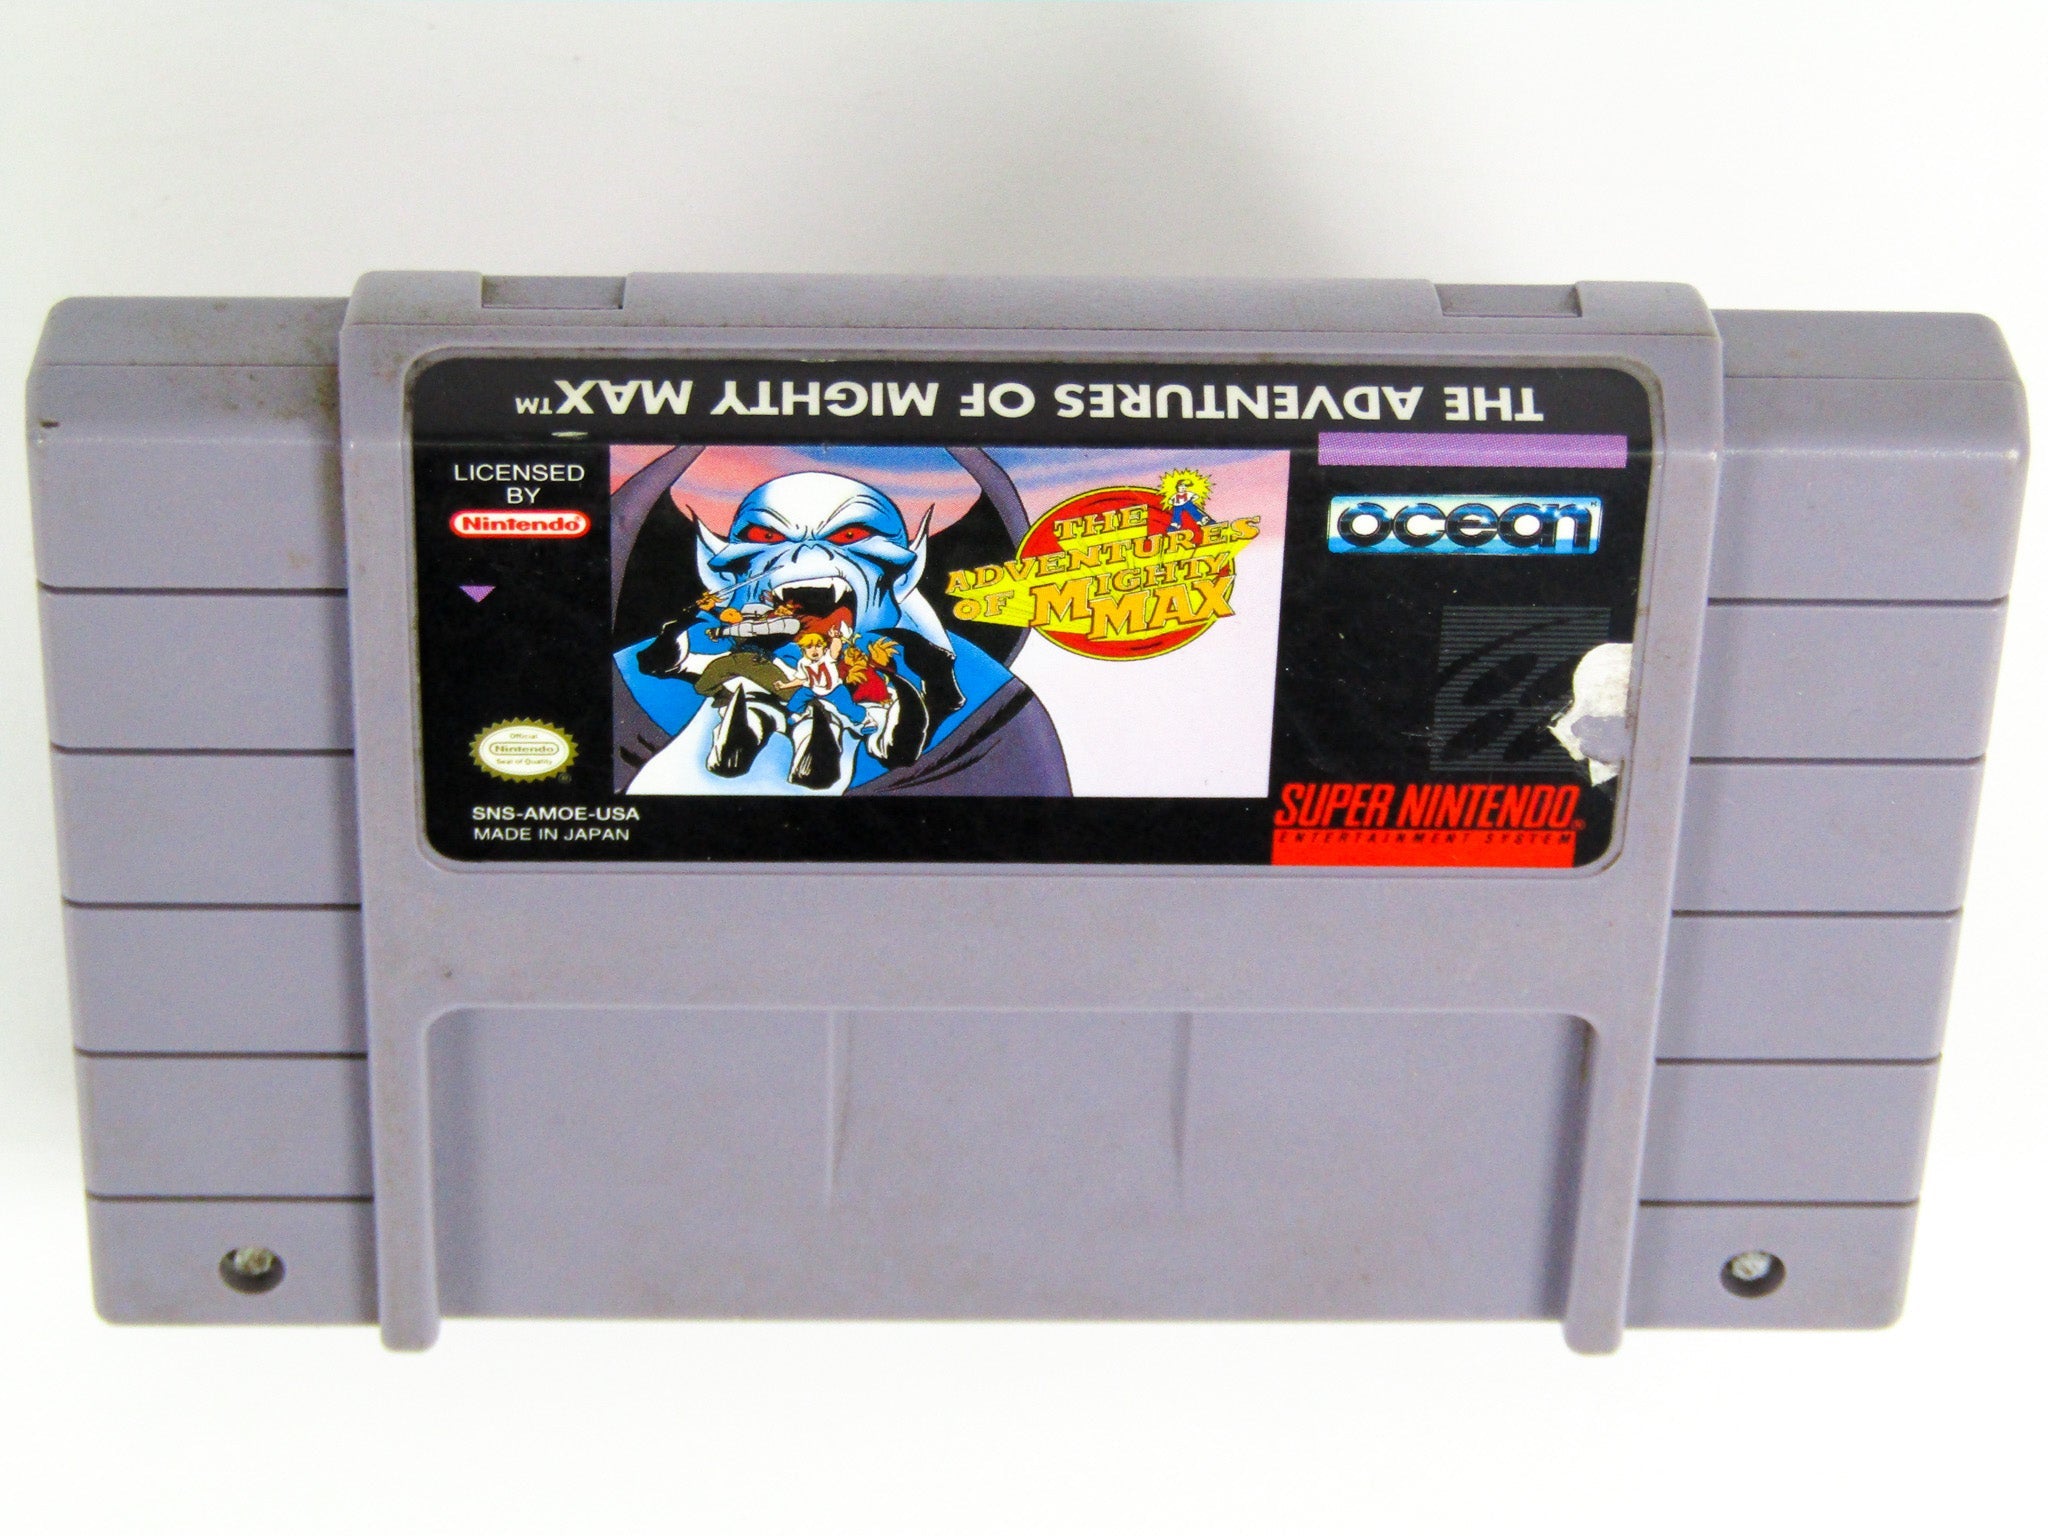 THE ADVENTURES OF MIGHTY MAX™
LICENSED
BY
Nintendo®
THE
ADVENTURES
OF MIGHTY
MAX
M
M
ocean™
Official
Nintendo
Seal of Quality
®
SNS-AMOE-USA
MADE IN JAPAN
SUPER NINTENDO®
ENTERTAINMENT SYSTEM